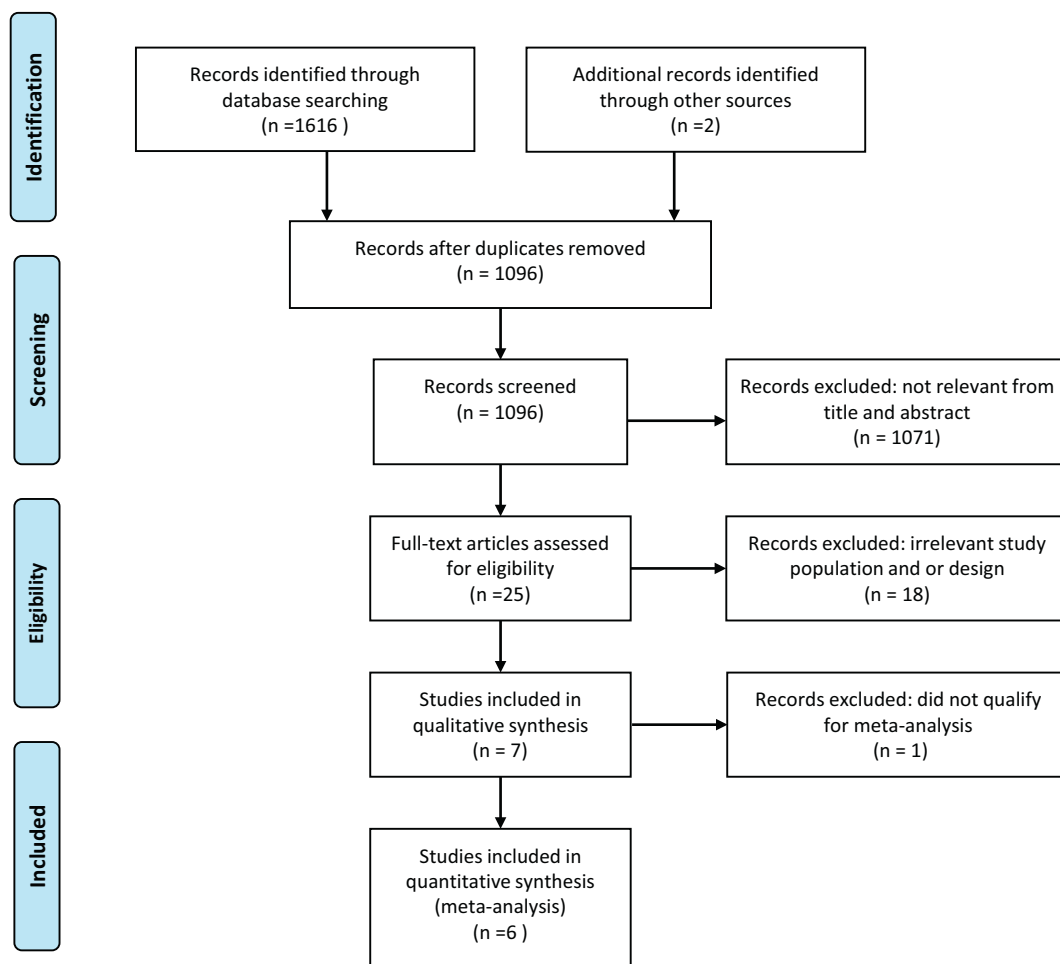 Identification
Records identified through
database searching
(n =1616 )
Additional records identified
through other sources
(n =2)
Records after duplicates removed
(n = 1096)
Screening
Records screened
(n = 1096)
Records excluded: not relevant from
title and abstract
(n = 1071)
Eligibility
Full-text articles assessed
for eligibility
(n =25)
Records excluded: irrelevant study
population and or design
(n = 18)
Studies included in
qualitative synthesis
(n = 7)
Records excluded: did not qualify
for meta-analysis
(n = 1)
Included
Studies included in
quantitative synthesis
(meta-analysis)
(n =6 )